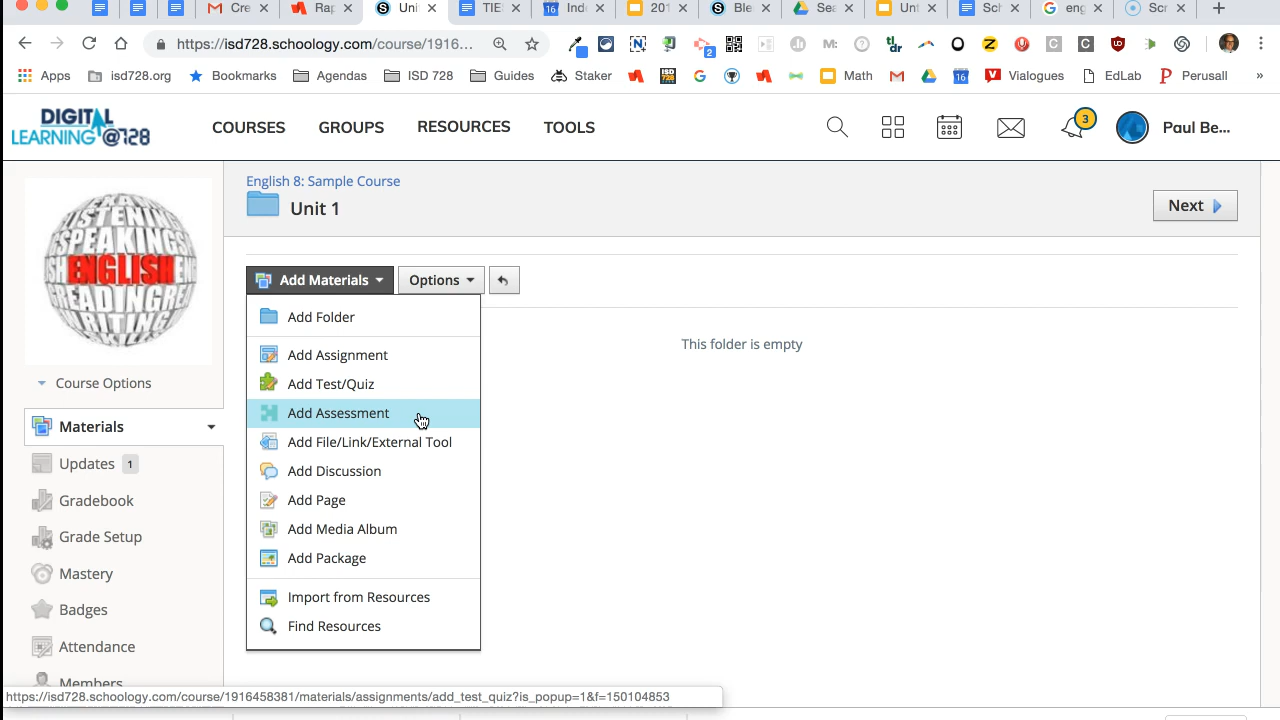 Cre
Rap
Uni
TIE
Inde
201
Ble
Sea
Unt
Sch
eng
Scr
https://isd728.schoology.com/course/1916...
2
Apps
isd728.org
Bookmarks
Agendas
ISD 728
Guides
Staker
Math
Vialogues
EdLab
Perusall
»
DIGITAL
LEARNING @728
COURSES
GROUPS
RESOURCES
TOOLS
3
Paul Be...
English 8: Sample Course
Unit 1
Next
LISTENING
SPEAKINGS
ENGLISH
READING
WRITING
Add Materials
Options
Add Folder
This folder is empty
Add Assignment
Add Test/Quiz
Add Assessment
Add File/Link/External Tool
Add Discussion
Add Page
Add Media Album
Add Package
Import from Resources
Find Resources
Course Options
Materials
Updates 1
Gradebook
Grade Setup
Mastery
Badges
Attendance
Members
https://isd728.schoology.com/course/1916458381/materials/assignments/add_test_quiz?is_popup=1&f=150104853